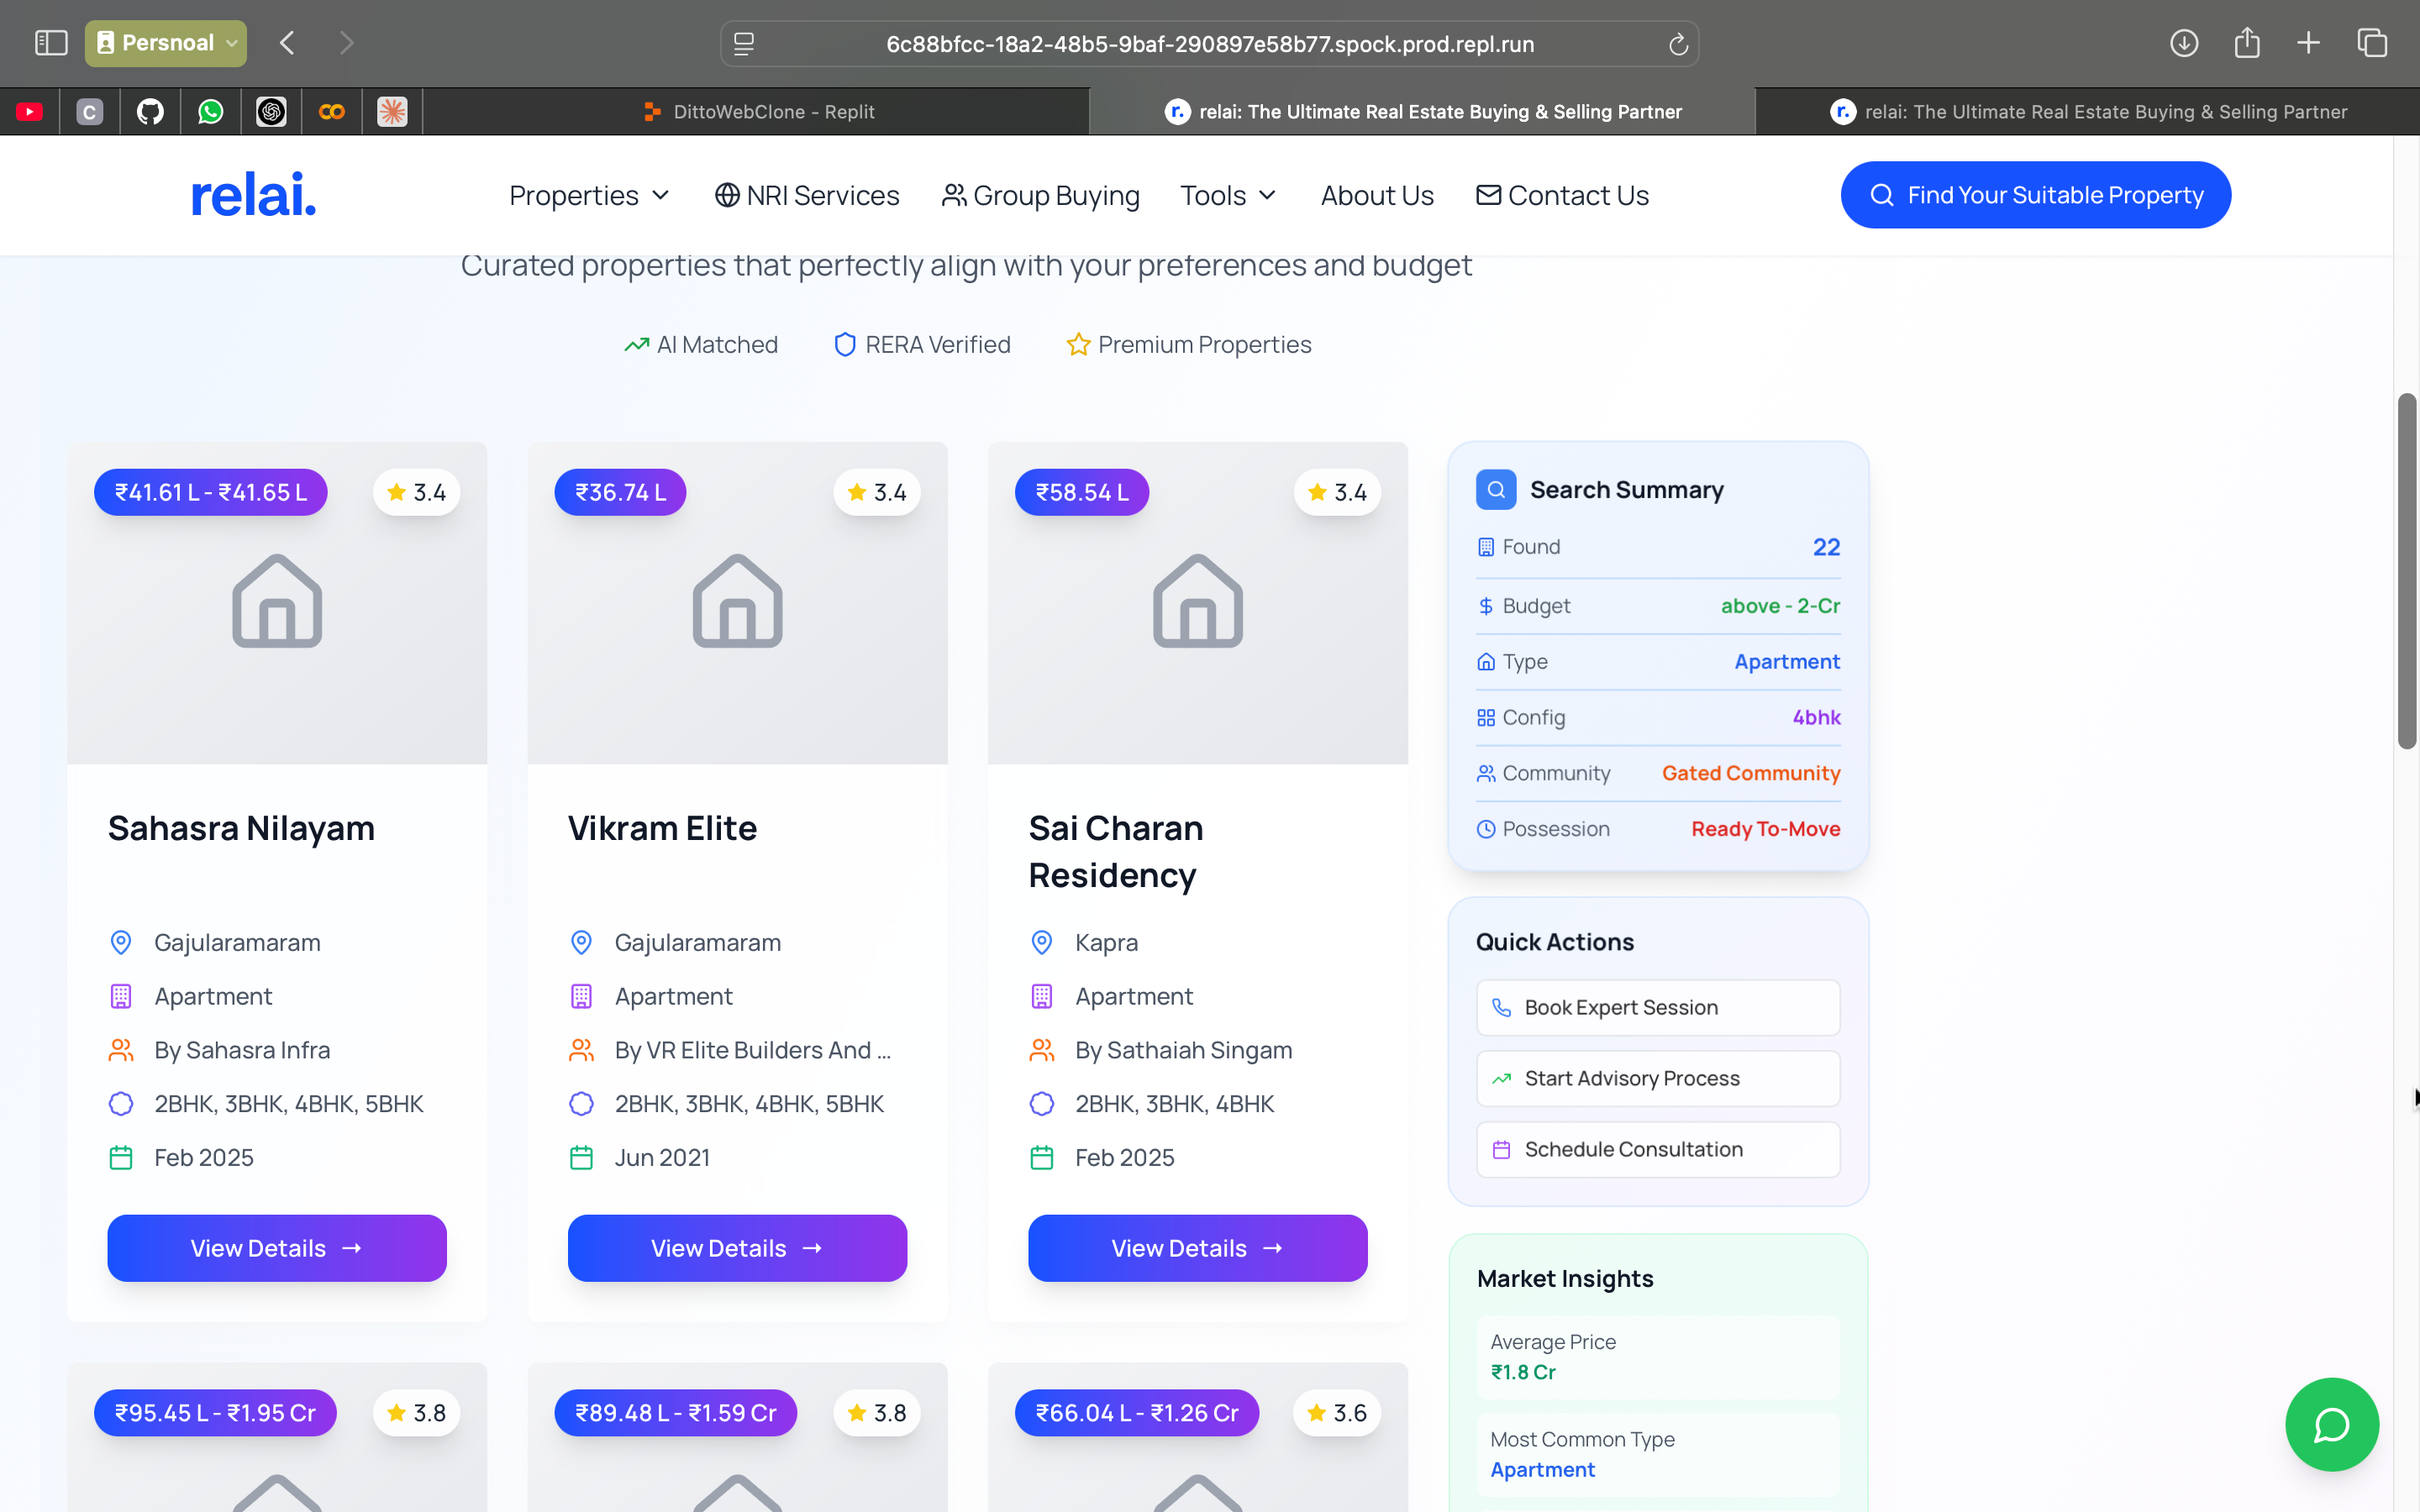 Persnoal
6c88bfcc-18a2-48b5-9baf-290897e58b77.spock.prod.repl.run
C
DittoWebClone - Replit
r.
relai: The Ultimate Real Estate Buying & Selling Partner
r.
relai: The Ultimate Real Estate Buying & Selling Partner
relai.
Properties
NRI Services
Group Buying
Tools
About Us
Contact Us
Find Your Suitable Property
Curated properties that perfectly align with your preferences and budget
AI Matched
RERA Verified
Premium Properties
₹41.61 L - ₹41.65 L
3.4
Sahasra Nilayam
Gajularamaram
Apartment
By Sahasra Infra
2BHK, 3BHK, 4BHK, 5BHK
Feb 2025
View Details →
₹36.74 L
3.4
Vikram Elite
Gajularamaram
Apartment
By VR Elite Builders And ...
2BHK, 3BHK, 4BHK, 5BHK
Jun 2021
View Details →
₹58.54 L
3.4
Sai Charan
Residency
Kapra
Apartment
By Sathaiah Singam
2BHK, 3BHK, 4BHK
Feb 2025
View Details →
Search Summary
Found 22
Budget above - 2-Cr
Type Apartment
Config 4bhk
Community Gated Community
Possession Ready To-Move
Quick Actions
Book Expert Session
Start Advisory Process
Schedule Consultation
Market Insights
Average Price
₹1.8 Cr
Most Common Type
Apartment
₹95.45 L - ₹1.95 Cr
3.8
₹89.48 L - ₹1.59 Cr
3.8
₹66.04 L - ₹1.26 Cr
3.6